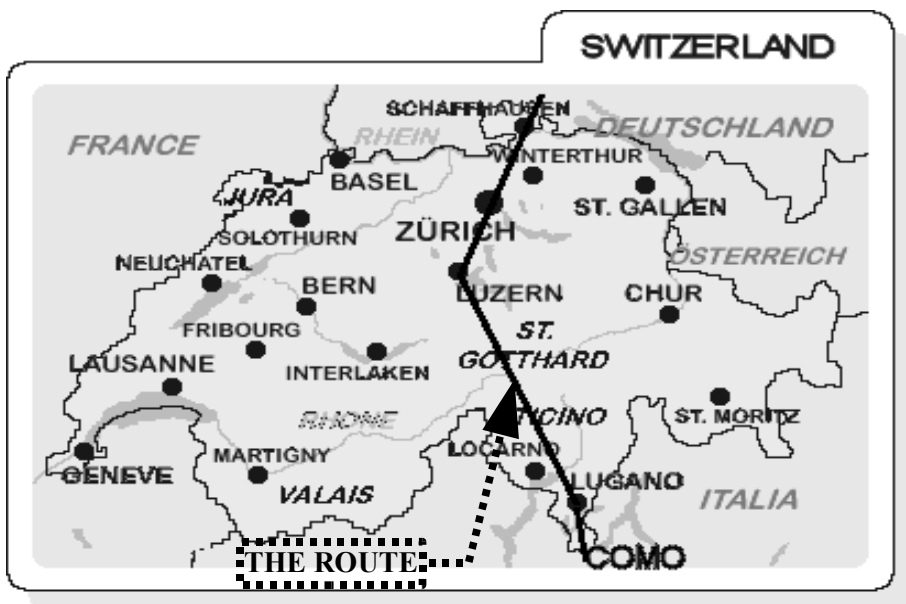 SWITZERLAND
SCHAFFHAUSEN
FRANCE
RHEIN
DEUTSCHLAND
WINTERTHUR
BASEL
JURA
ST. GALLEN
ZÜRICH
SOLOTHURN
NEUCHATEL
ÖSTERREICH
BERN
LUZERN
CHUR
FRIBOURG
ST.
GOTTHARD
LAUSANNE
INTERLAKEN
RHONE
TICINO
ST. MORITZ
LOCARNO
MARTIGNY
GENEVE
LUGANO
VALAIS
ITALIA
THE ROUTE
COMO